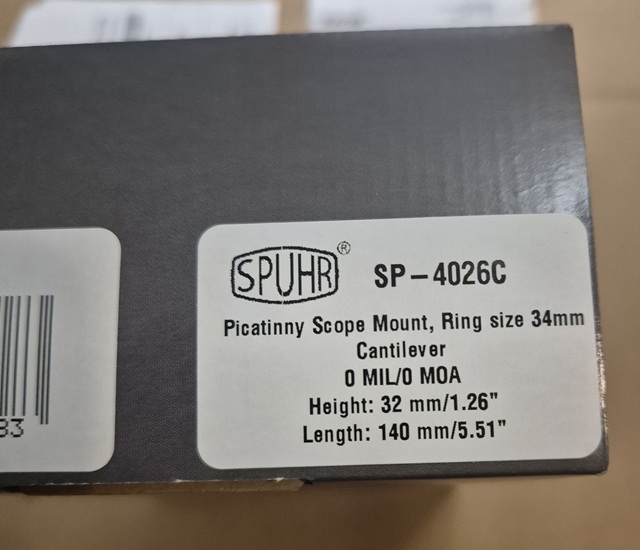 SPUHR® SP-4026C
Picatinny Scope Mount, Ring size 34mm
Cantilever
0 MIL/0 MOA
Height: 32 mm/1.26"
Length: 140 mm/5.51"
83